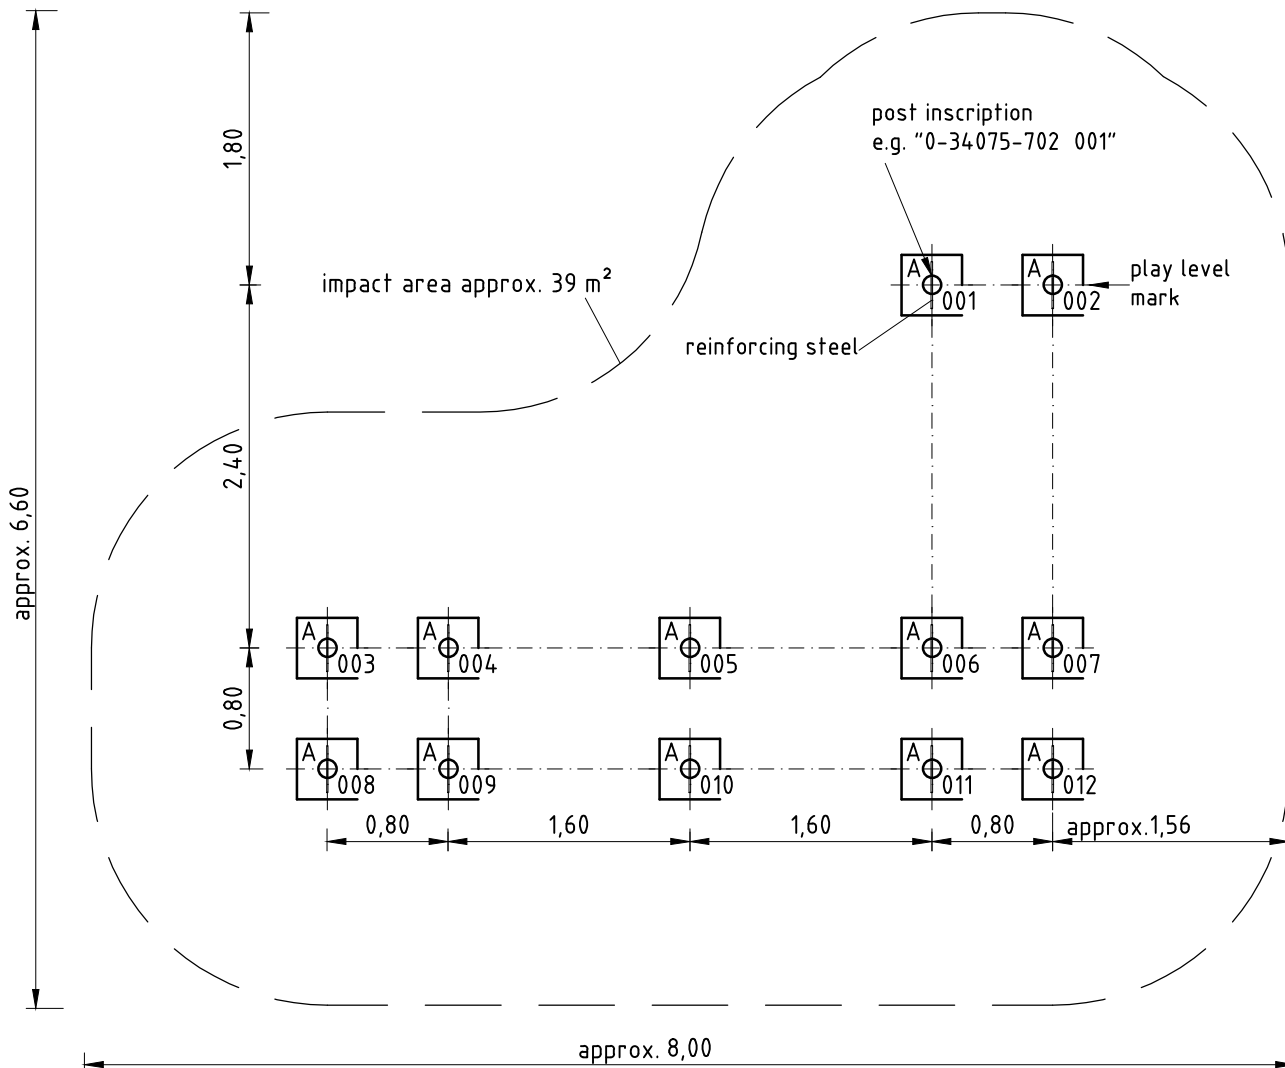 post inscription
e.g. "0-34075-702 001"
1,80
impact area approx. 39 m²
A
001
A
002
play level
mark
reinforcing steel
2,40
approx. 6,60
A
003
A
004
A
005
A
006
A
007
0,80
A
008
A
009
A
010
A
011
A
012
0,80
1,60
1,60
0,80
approx.1,56
approx. 8,00